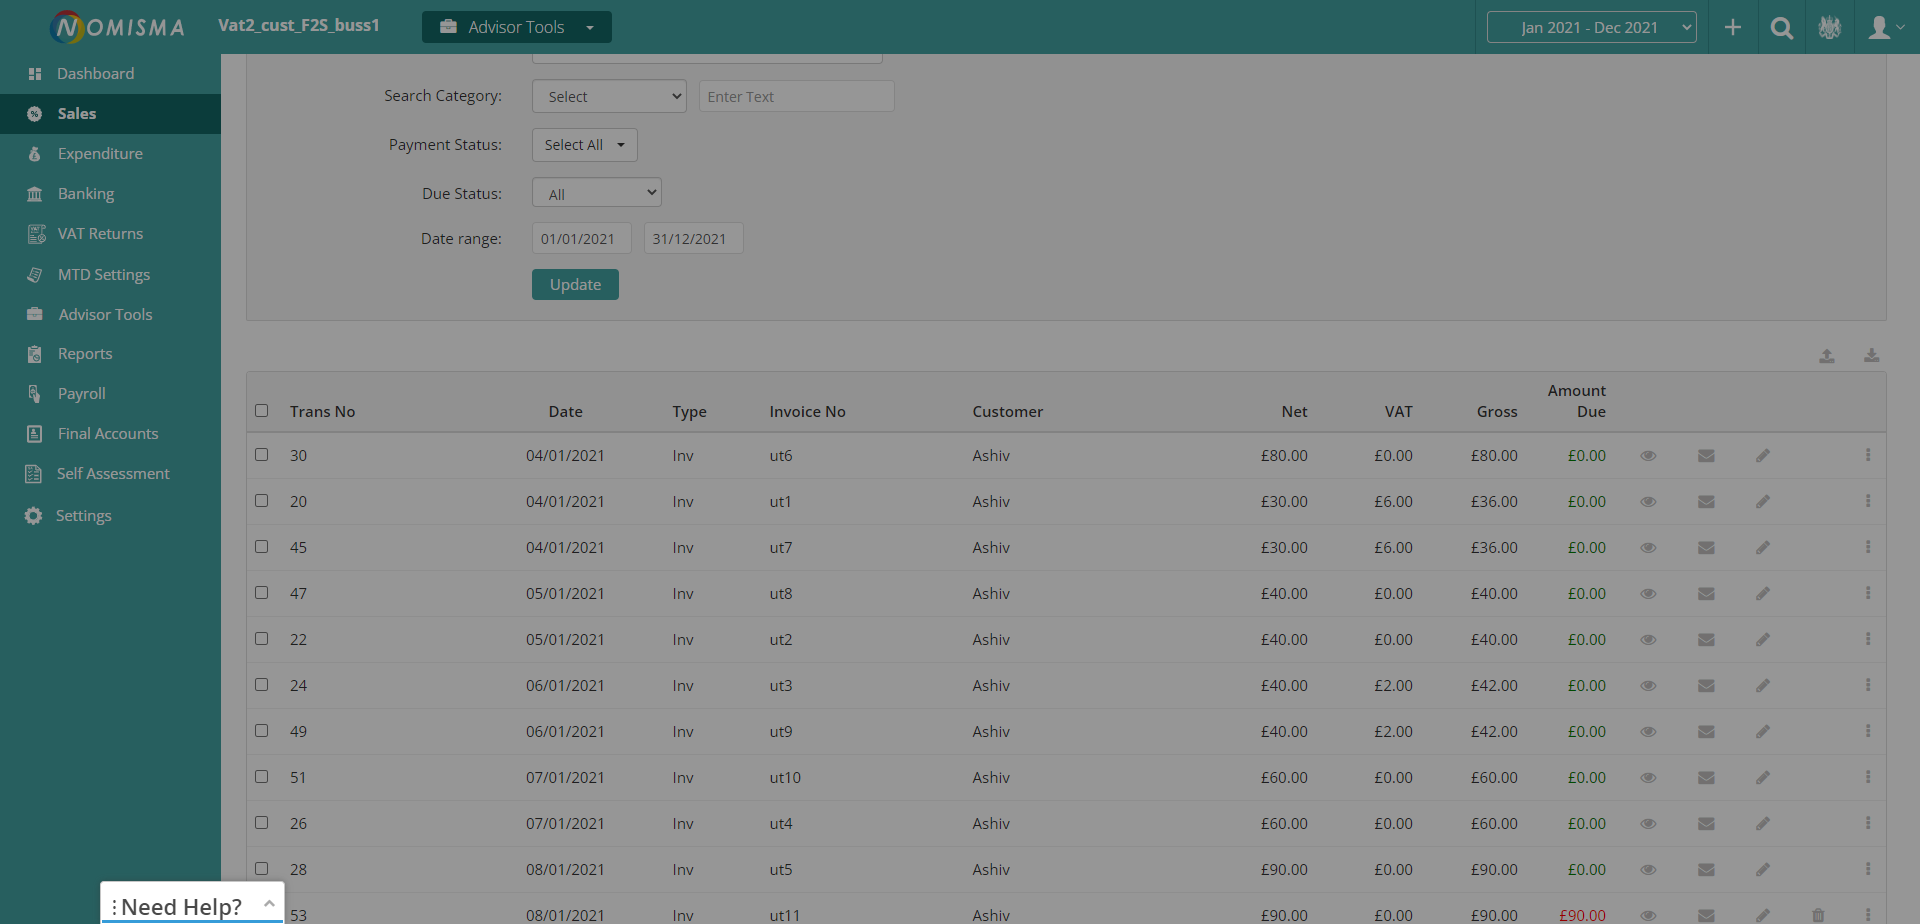 NOMISMA
Vat2_cust_F2S_buss1
Advisor Tools
Jan 2021 - Dec 2021
Dashboard
Sales
Expenditure
Banking
VAT Returns
MTD Settings
Advisor Tools
Reports
Payroll
Final Accounts
Self Assessment
Settings
Search Category: Select Enter Text
Payment Status: Select All
Due Status: All
Date range: 01/01/2021 31/12/2021
Update
Trans No Date Type Invoice No Customer Net VAT Gross Amount Due
30 04/01/2021 Inv ut6 Ashiv £80.00 £0.00 £80.00 £0.00
20 04/01/2021 Inv ut1 Ashiv £30.00 £6.00 £36.00 £0.00
45 04/01/2021 Inv ut7 Ashiv £30.00 £6.00 £36.00 £0.00
47 05/01/2021 Inv ut8 Ashiv £40.00 £0.00 £40.00 £0.00
22 05/01/2021 Inv ut2 Ashiv £40.00 £0.00 £40.00 £0.00
24 06/01/2021 Inv ut3 Ashiv £40.00 £2.00 £42.00 £0.00
49 06/01/2021 Inv ut9 Ashiv £40.00 £2.00 £42.00 £0.00
51 07/01/2021 Inv ut10 Ashiv £60.00 £0.00 £60.00 £0.00
26 07/01/2021 Inv ut4 Ashiv £60.00 £0.00 £60.00 £0.00
28 08/01/2021 Inv ut5 Ashiv £90.00 £0.00 £90.00 £0.00
53 08/01/2021 Inv ut11 Ashiv £90.00 £0.00 £90.00 £90.00
Need Help?